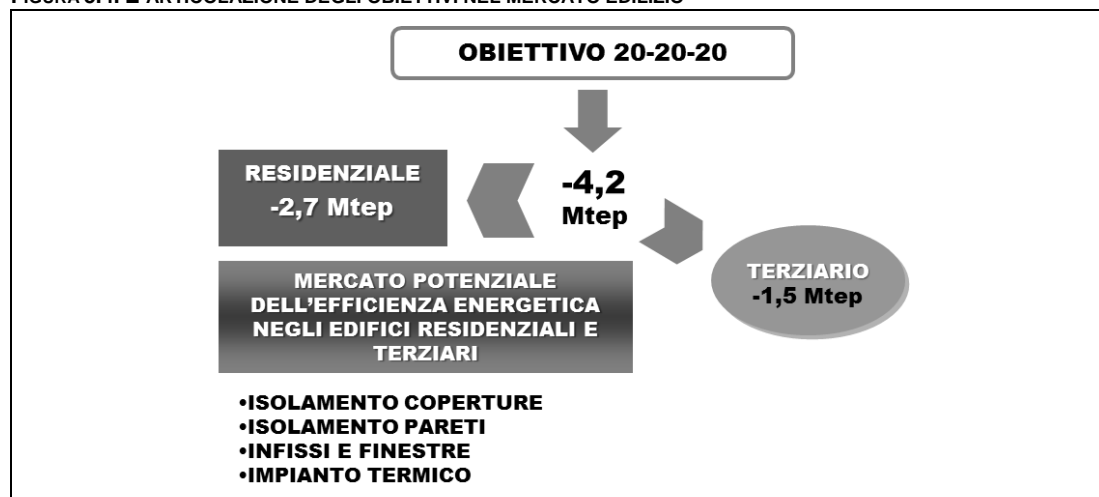 OBIETTIVO 20-20-20
RESIDENZIALE
-2,7 Mtep
-4,2
Mtep
TERZIARIO
-1,5 Mtep
MERCATO POTENZIALE
DELL’EFFICIENZA ENERGETICA
NEGLI EDIFICI RESIDENZIALI E
TERZIARI
•ISOLAMENTO COPERTURE
•ISOLAMENTO PARETI
•INFISSI E FINESTRE
•IMPIANTO TERMICO